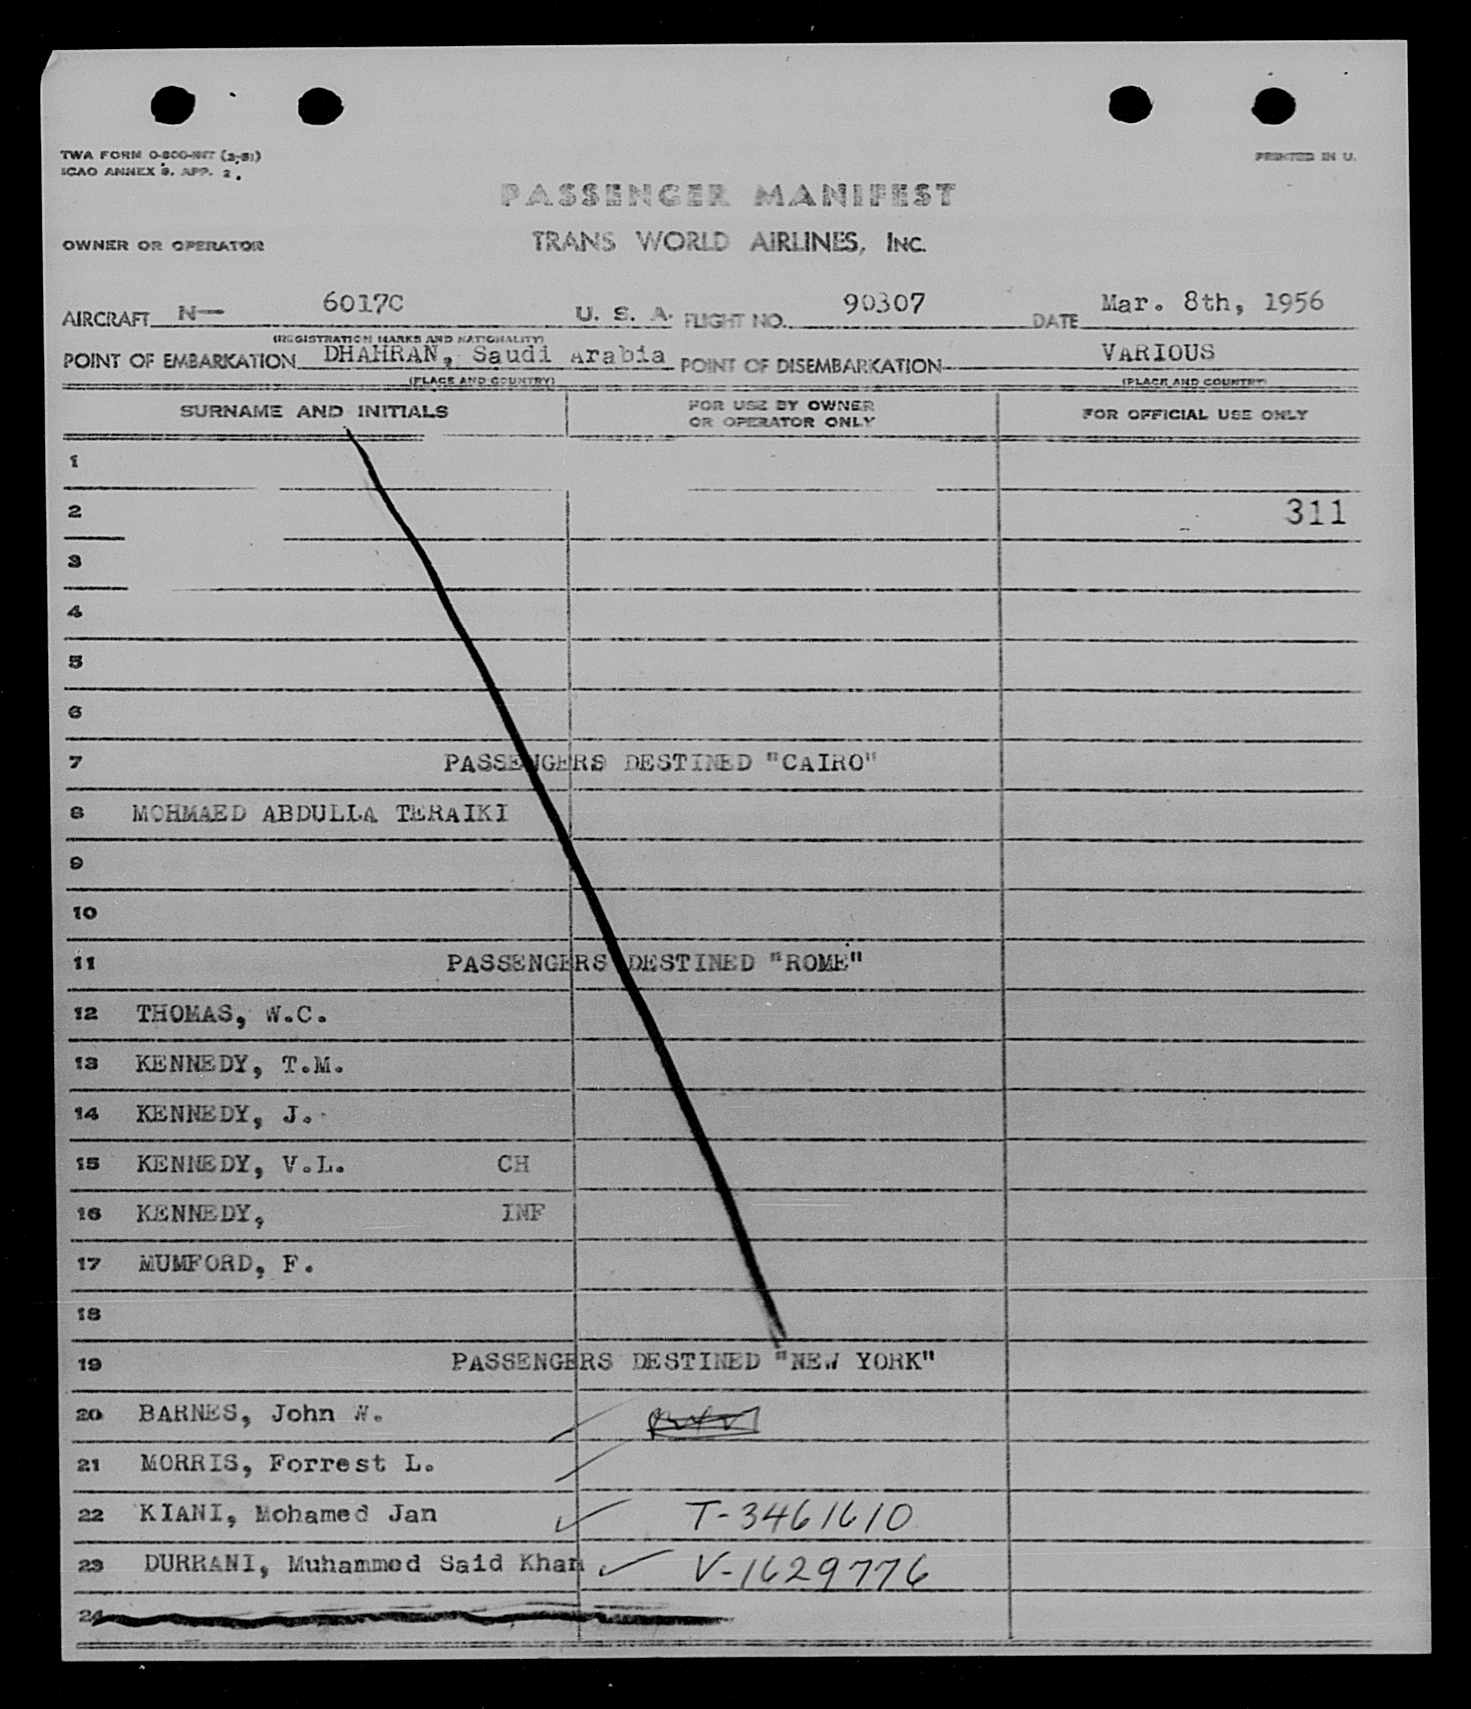 TWA FORM O-800-INT (2-51)
ICAO ANNEX 9. APP. 2.
PRINTED IN U.
PASSENGER MANIFEST
OWNER OR OPERATOR TRANS WORLD AIRLINES, INC.
AIRCRAFT N— 6017C U. S. A. FLIGHT NO. 90307 DATE Mar. 8th, 1956
(REGISTRATION MARKS AND NATIONALITY)
POINT OF EMBARKATION DHAHRAN, Saudi Arabia POINT OF DISEMBARKATION VARIOUS
(PLACE AND COUNTRY) (PLACE AND COUNTRY)
SURNAME AND INITIALS FOR USE BY OWNER OR OPERATOR ONLY FOR OFFICIAL USE ONLY
1
2 311
3
4
5
6
7 PASSENGERS DESTINED "CAIRO"
8 MOHMAED ABDULLA TERAIKI
9
10
11 PASSENGERS DESTINED "ROME"
12 THOMAS, W.C.
13 KENNEDY, T.M.
14 KENNEDY, J.
15 KENNEDY, V.L. CH
16 KENNEDY, INF
17 MUMFORD, F.
18
19 PASSENGERS DESTINED "NEW YORK"
20 BARNES, John W.
21 MORRIS, Forrest L.
22 KIANI, Mohamed Jan ✓ T-3461610
23 DURRANI, Muhammed Said Khan ✓ V-1629776
24